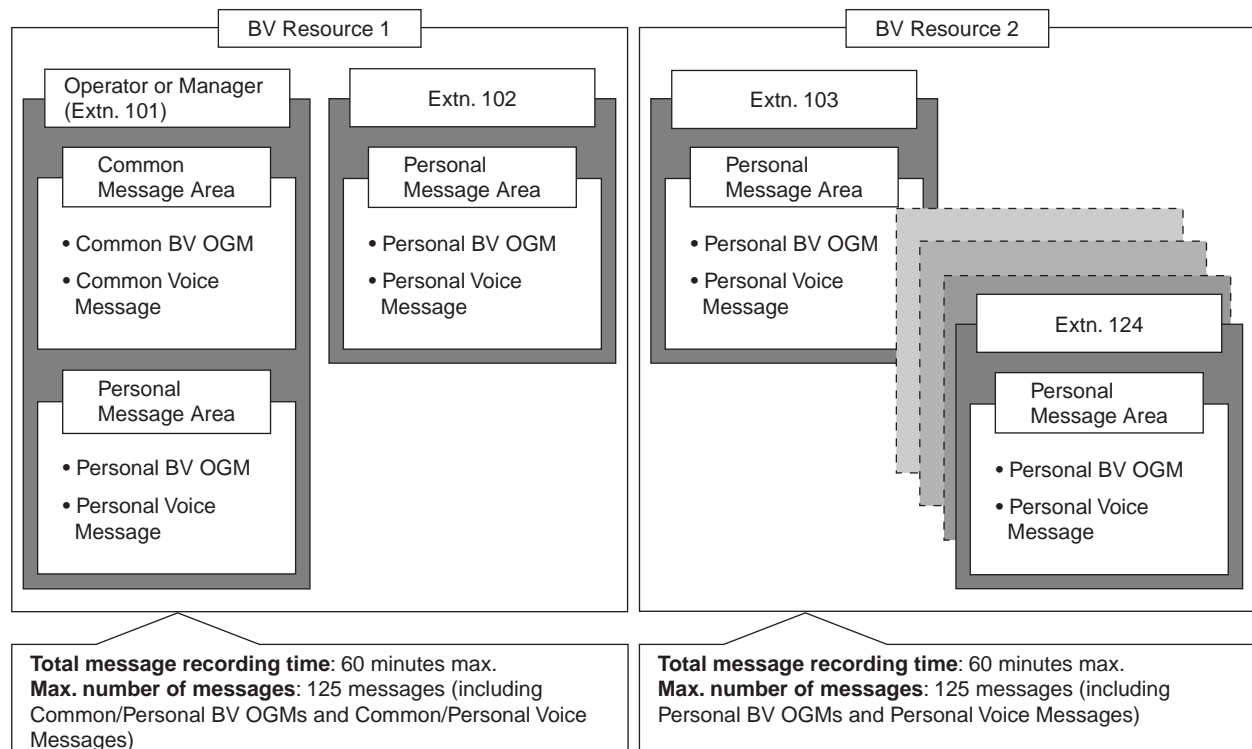 BV Resource 1
Operator or Manager
(Extn. 101)
Common
Message Area
• Common BV OGM
• Common Voice
Message
Personal
Message Area
• Personal BV OGM
• Personal Voice
Message
Extn. 102
Personal
Message Area
• Personal BV OGM
• Personal Voice
Message
Total message recording time: 60 minutes max.
Max. number of messages: 125 messages (including
Common/Personal BV OGMs and Common/Personal Voice
Messages)
BV Resource 2
Extn. 103
Personal
Message Area
• Personal BV OGM
• Personal Voice
Message
Extn. 124
Personal
Message Area
• Personal BV OGM
• Personal Voice
Message
Total message recording time: 60 minutes max.
Max. number of messages: 125 messages (including
Personal BV OGMs and Personal Voice Messages)